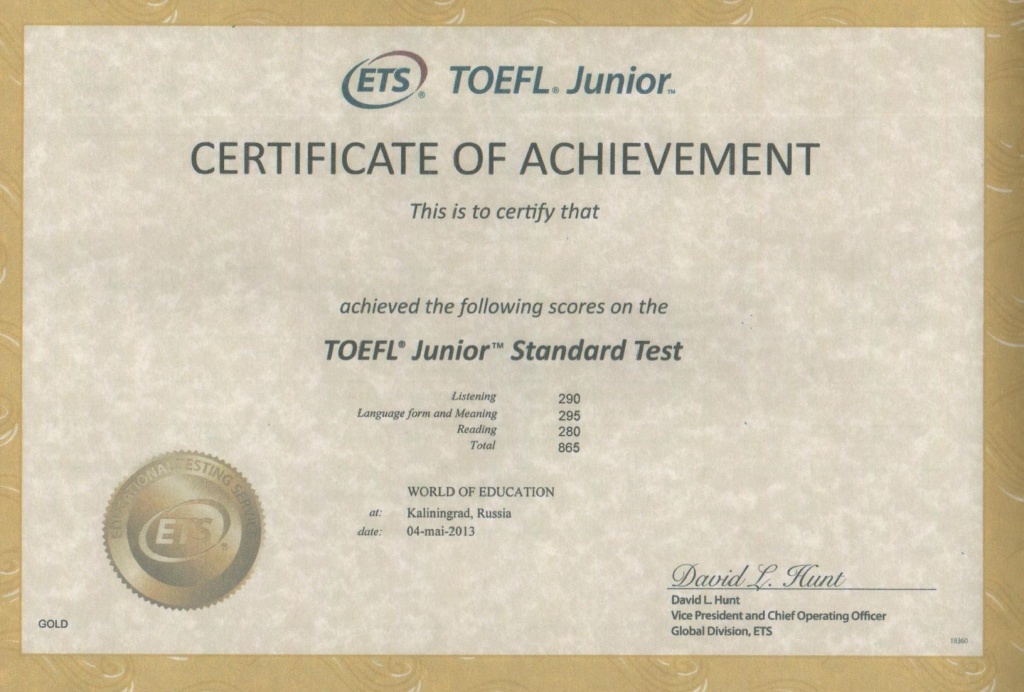 ETS® TOEFL® Junior™
CERTIFICATE OF ACHIEVEMENT
This is to certify that
achieved the following scores on the
TOEFL® Junior™ Standard Test
Listening 290
Language form and Meaning 295
Reading 280
Total 865
WORLD OF EDUCATION
at: Kaliningrad, Russia
date: 04-mai-2013
EDUCATIONAL TESTING SERVICE
ETS®
David L. Hunt
David L. Hunt
Vice President and Chief Operating Officer
Global Division, ETS
GOLD
18360